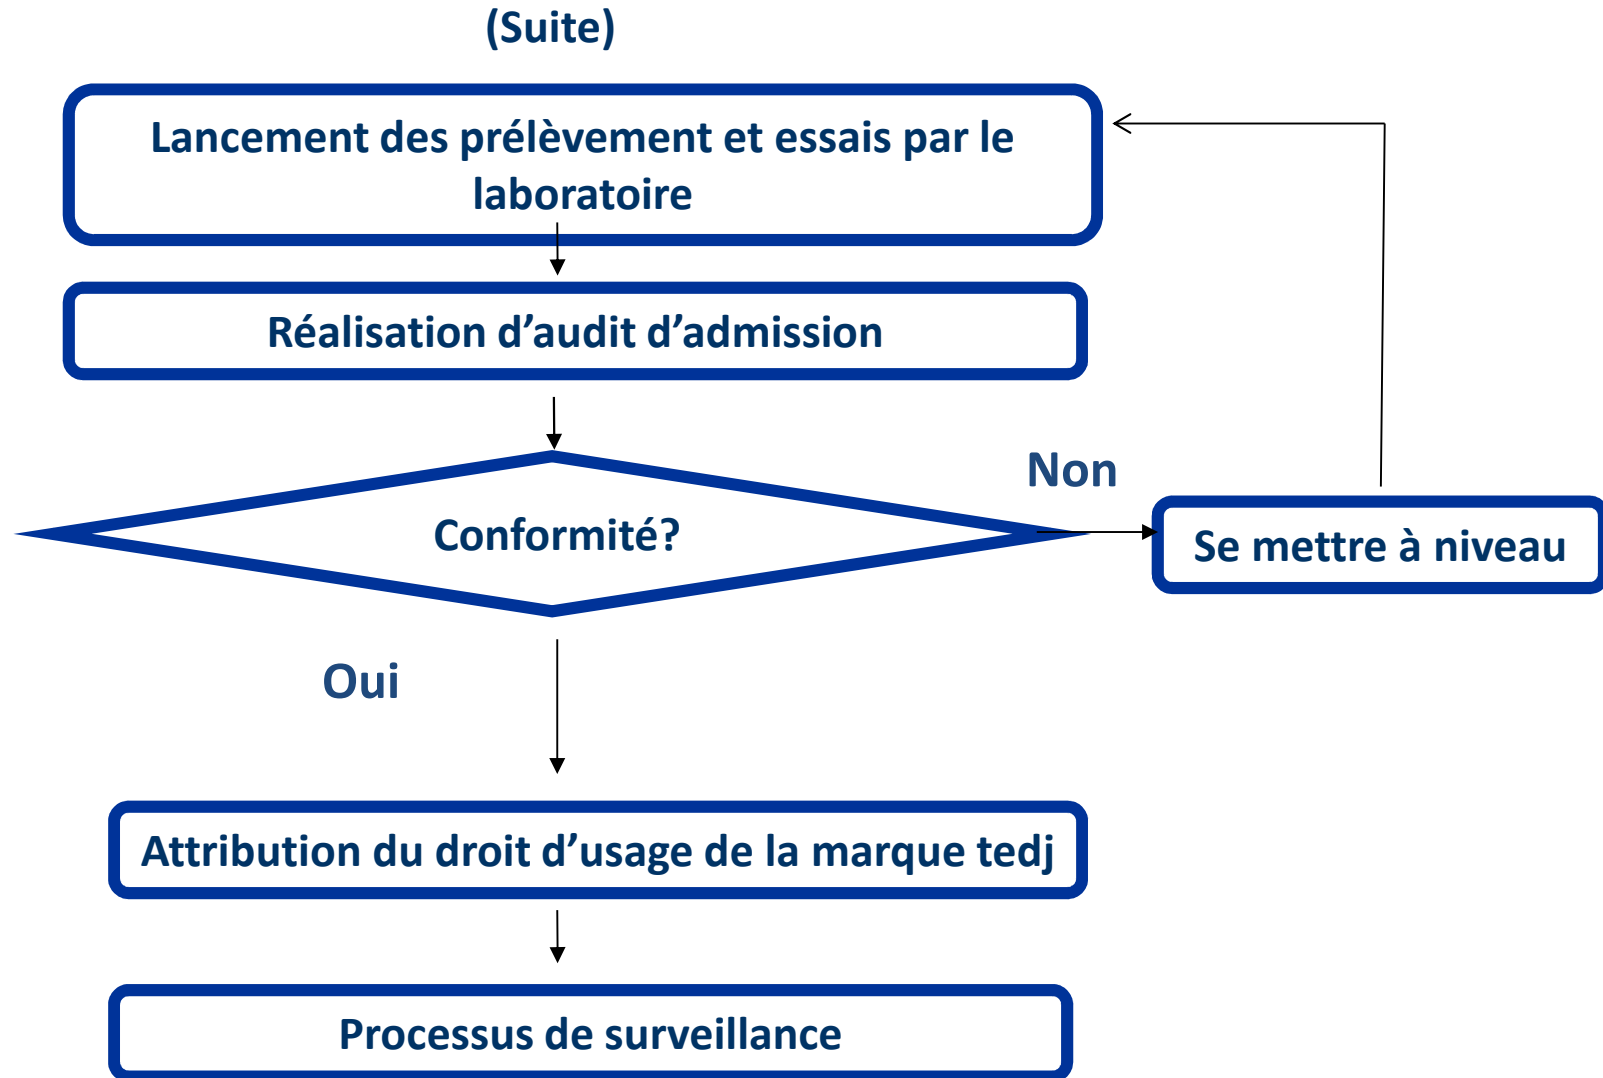 (Suite)
Lancement des prélèvement et essais par le
laboratoire
Réalisation d’audit d’admission
Non
Conformité?
Se mettre à niveau
Oui
Attribution du droit d’usage de la marque tedj
Processus de surveillance